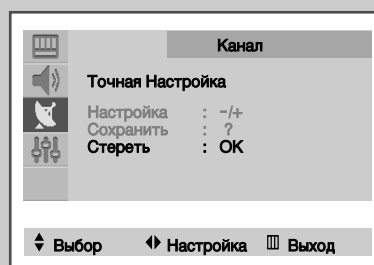 Канал
Точная Настройка
Настройка : -/+
Сохранить : ?
Стереть : OK
Выбор Настройка Выход